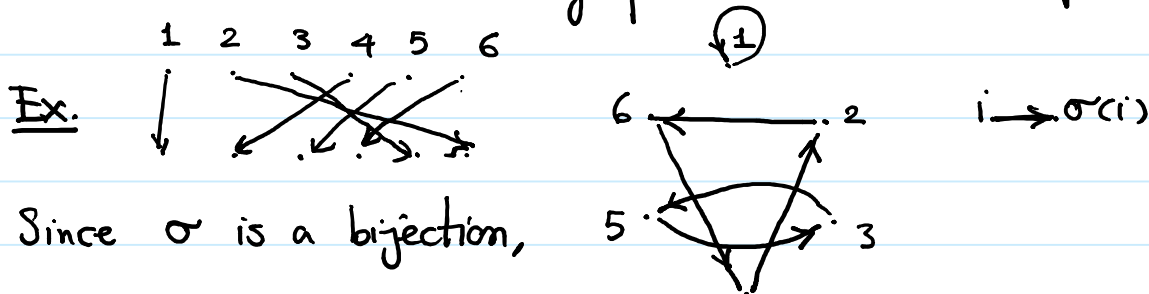 1 2 3 4 5 6
1
Ex.
6 2 i → σ(i)
Since σ is a bijection, 5 3